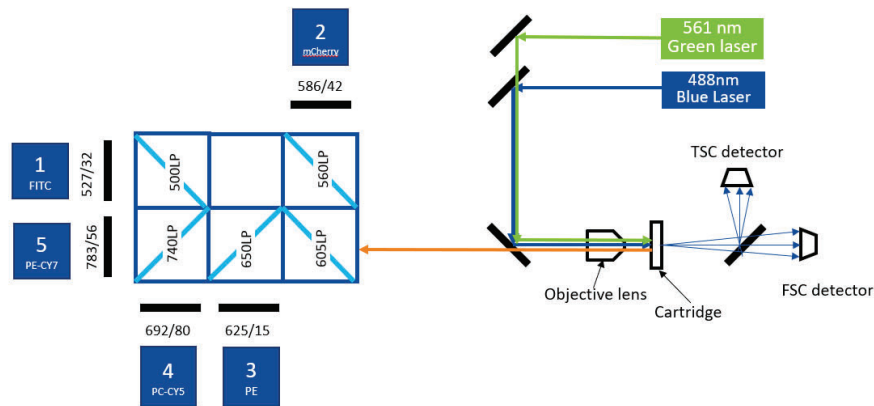 2
mCherry
586/42
561 nm
Green laser
488nm
Blue Laser
1
FITC
527/32
500LP
560LP
TSC detector
5
PE-CY7
783/56
740LP
650LP
605LP
Objective lens
Cartridge
FSC detector
692/80
625/15
4
PC-CY5
3
PE